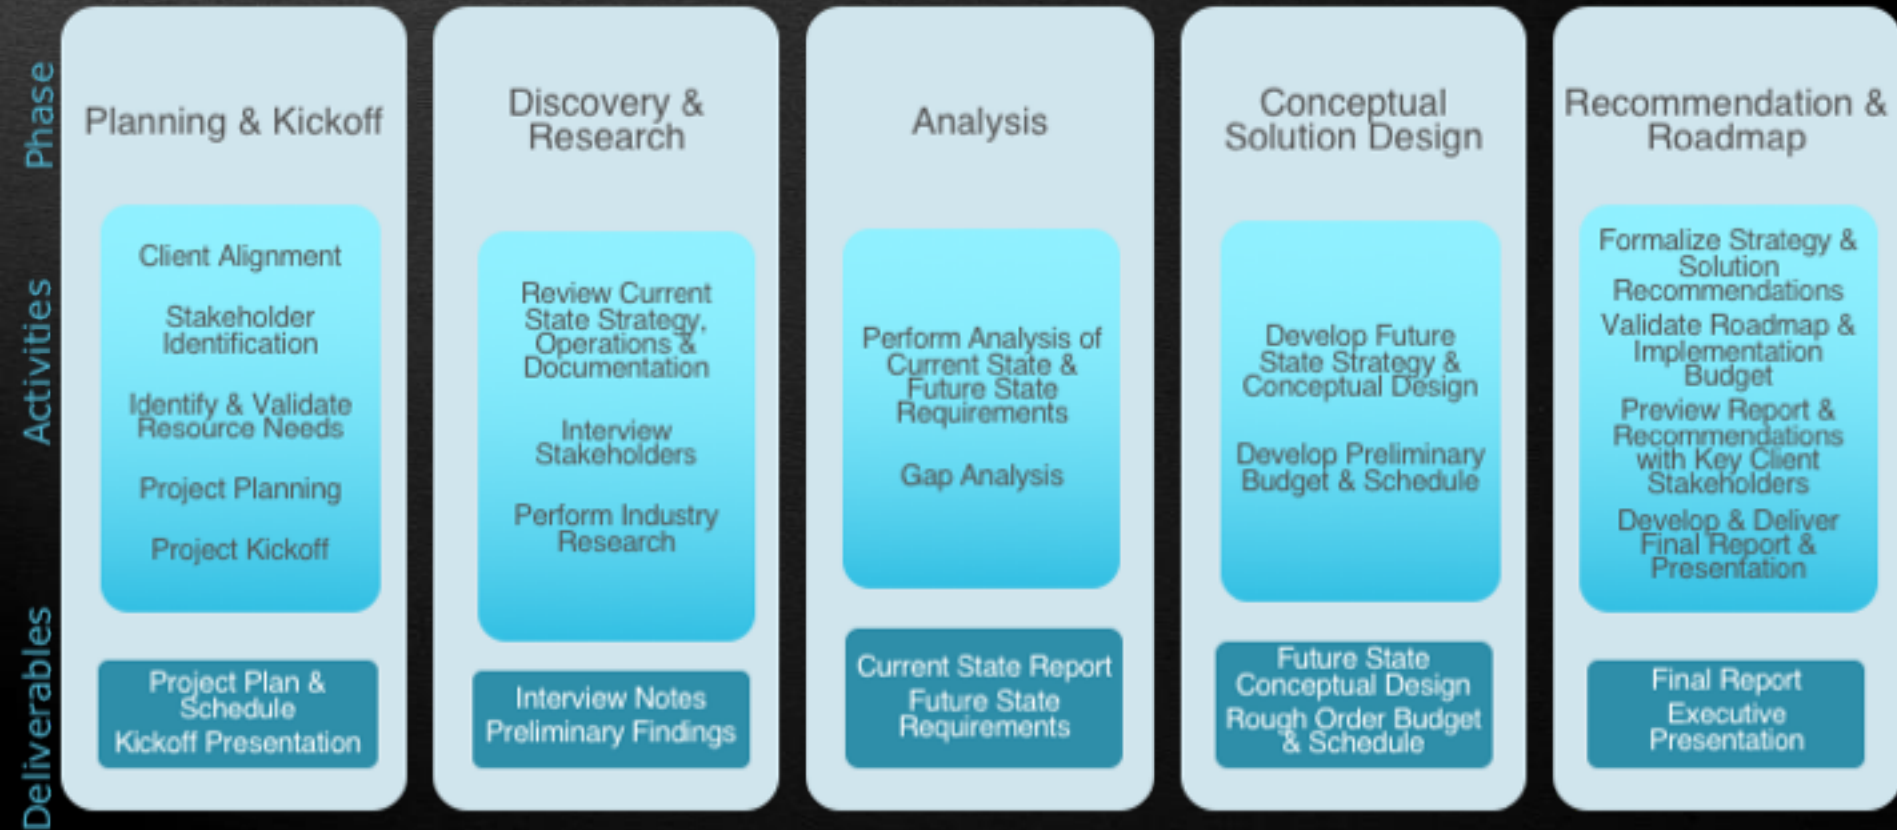 Phase
Planning & Kickoff
Discovery &
Research
Analysis
Conceptual
Solution Design
Recommendation &
Roadmap
Activities
Client Alignment
Stakeholder
Identification
Identify & Validate
Resource Needs
Project Planning
Project Kickoff
Review Current
State Strategy,
Operations &
Documentation
Interview
Stakeholders
Perform Industry
Research
Perform Analysis of
Current State &
Future State
Requirements
Gap Analysis
Develop Future
State Strategy &
Conceptual Design
Develop Preliminary
Budget & Schedule
Formalize Strategy &
Solution
Recommendations
Validate Roadmap &
Implementation
Budget
Preview Report &
Recommendations
with Key Client
Stakeholders
Develop & Deliver
Final Report &
Presentation
Deliverables
Project Plan &
Schedule
Kickoff Presentation
Interview Notes
Preliminary Findings
Current State Report
Future State
Requirements
Future State
Conceptual Design
Rough Order Budget
& Schedule
Final Report
Executive
Presentation